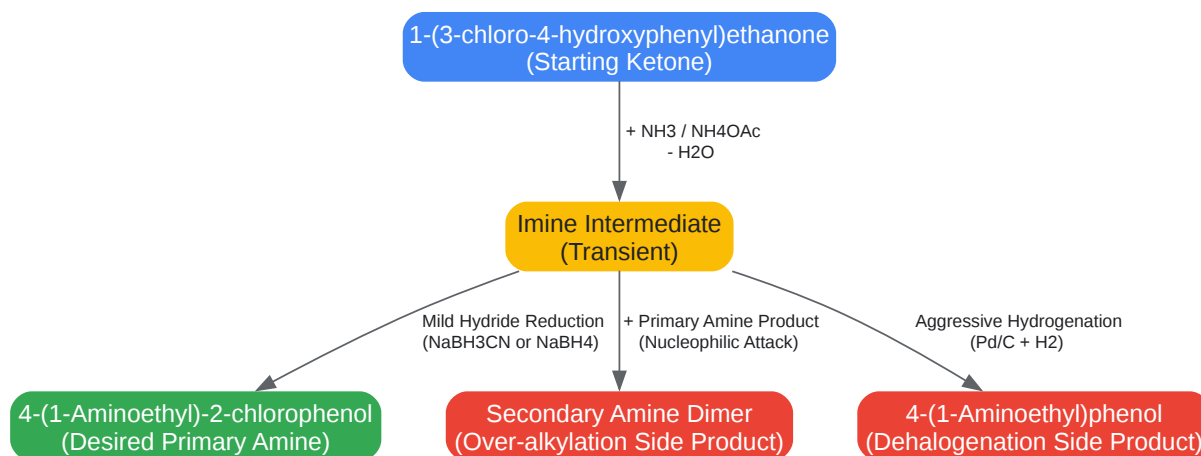 1-(3-chloro-4-hydroxyphenyl)ethanone
(Starting Ketone)
+ NH3 / NH4OAc
- H2O
Imine Intermediate
(Transient)
Mild Hydride Reduction
(NaBH3CN or NaBH4)
+ Primary Amine Product
(Nucleophilic Attack)
Aggressive Hydrogenation
(Pd/C + H2)
4-(1-Aminoethyl)-2-chlorophenol
(Desired Primary Amine)
Secondary Amine Dimer
(Over-alkylation Side Product)
4-(1-Aminoethyl)phenol
(Dehalogenation Side Product)